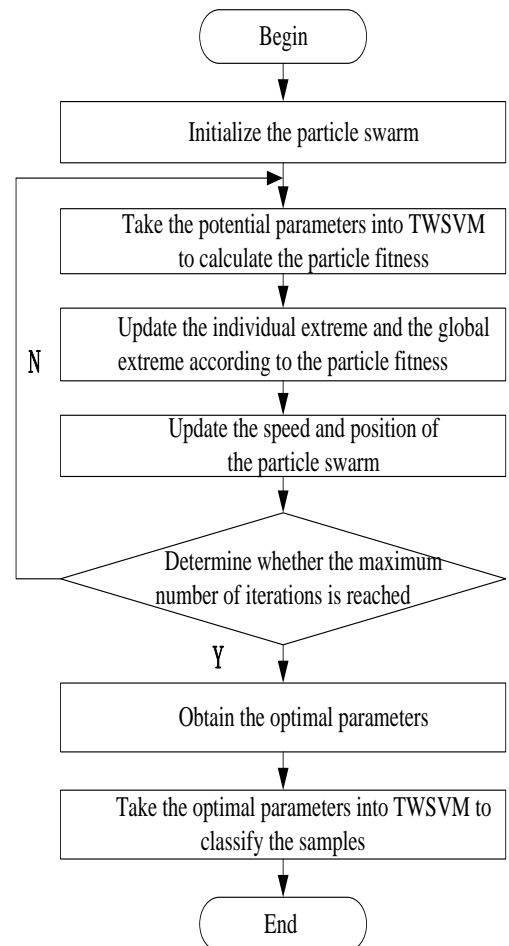 Begin
Initialize the particle swarm
Take the potential parameters into TWSVM
to calculate the particle fitness
Update the individual extreme and the global
extreme according to the particle fitness
N
Update the speed and position of
the particle swarm
Determine whether the maximum
number of iterations is reached
Y
Obtain the optimal parameters
Take the optimal parameters into TWSVM to
classify the samples
End